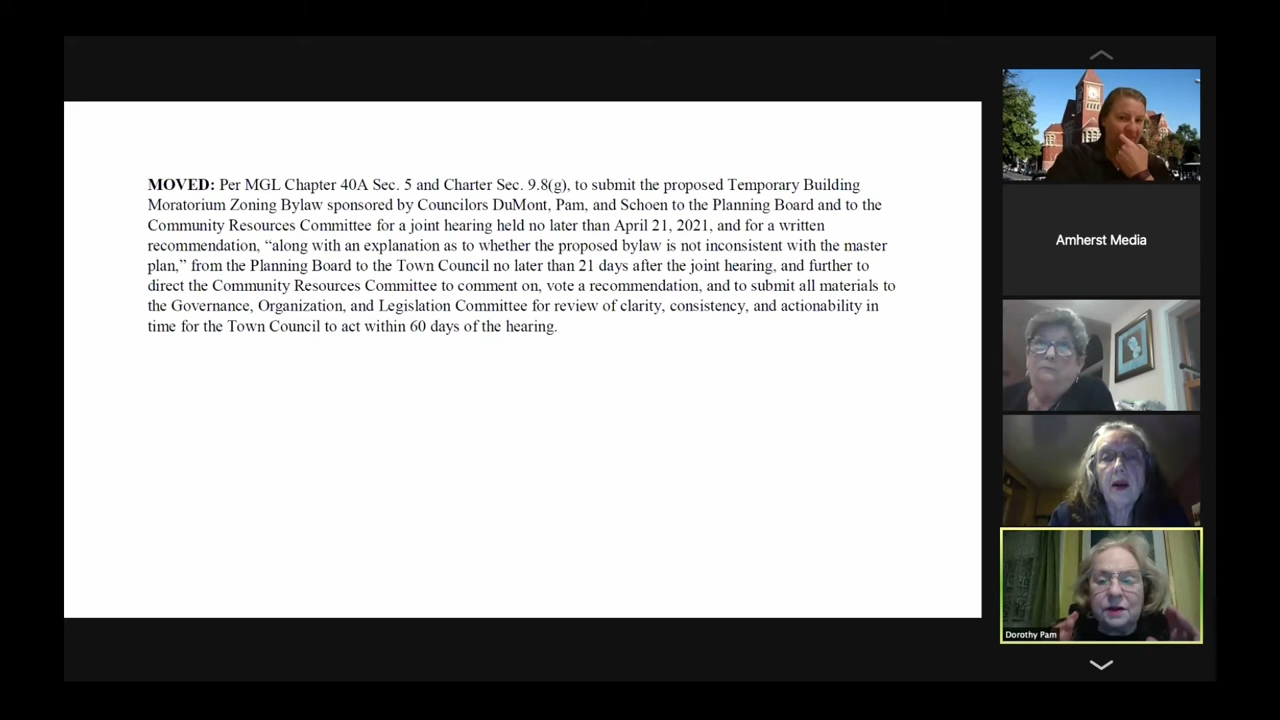 MOVED: Per MGL Chapter 40A Sec. 5 and Charter Sec. 9.8(g), to submit the proposed Temporary Building
Moratorium Zoning Bylaw sponsored by Councilors DuMont, Pam, and Schoen to the Planning Board and to the
Community Resources Committee for a joint hearing held no later than April 21, 2021, and for a written
recommendation, “along with an explanation as to whether the proposed bylaw is not inconsistent with the master
plan,” from the Planning Board to the Town Council no later than 21 days after the joint hearing, and further to
direct the Community Resources Committee to comment on, vote a recommendation, and to submit all materials to
the Governance, Organization, and Legislation Committee for review of clarity, consistency, and actionability in
time for the Town Council to act within 60 days of the hearing.
Amherst Media
Dorothy Pam